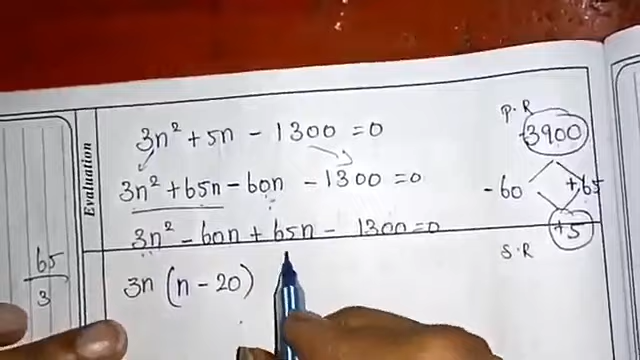 Evaluation
3n² + 5n - 1300 = 0
3n² + 65n - 60n - 1300 = 0
3n² - 60n + 65n - 1300 = 0
3n (n - 20)
65
3
P.R
-3900
-60 +65
+5
S.R